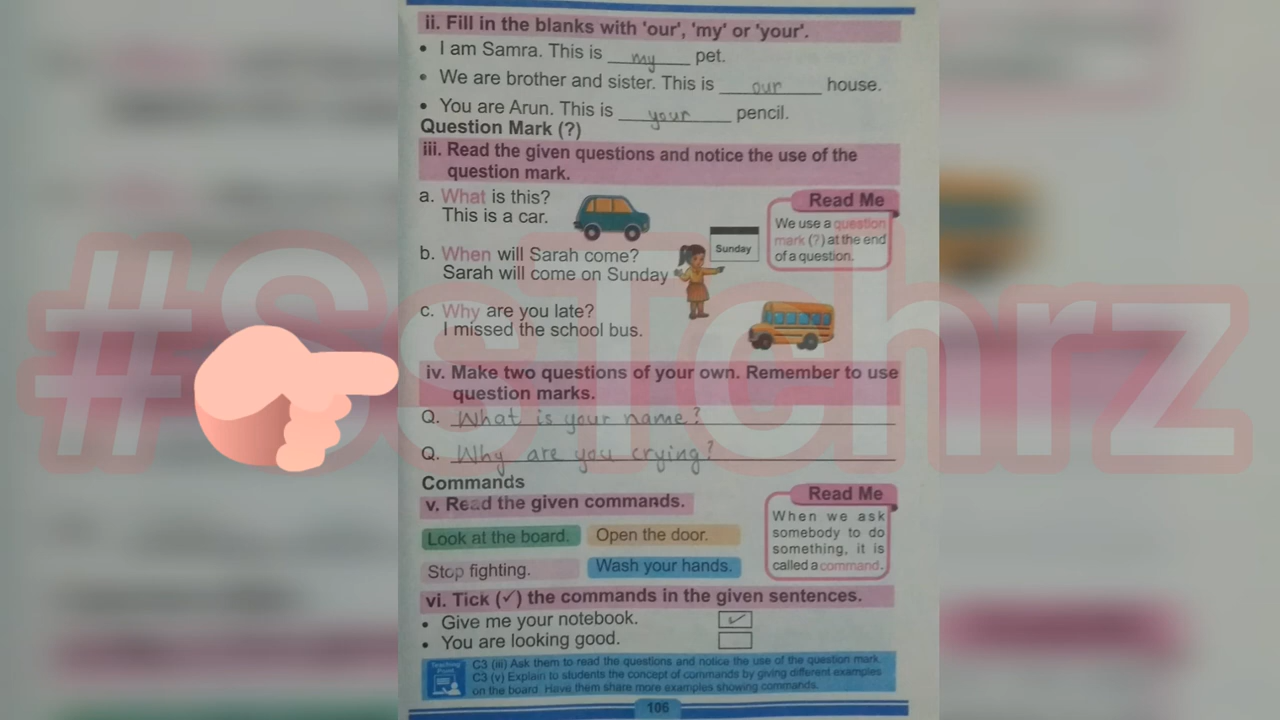 ii. Fill in the blanks with 'our', 'my' or 'your'.
• I am Samra. This is my pet.
• We are brother and sister. This is our house.
• You are Arun. This is your pencil.
Question Mark (?)
iii. Read the given questions and notice the use of the
question mark.
a. What is this?
This is a car.
b. When will Sarah come?
Sarah will come on Sunday
Sunday
c. Why are you late?
I missed the school bus.
Read Me
We use a question
mark (?) at the end
of a question.
#SsTchrz
iv. Make two questions of your own. Remember to use
question marks.
Q. What is your name?
Q. Why are you crying?
Commands
v. Read the given commands.
Look at the board. Open the door.
Stop fighting. Wash your hands.
Read Me
When we ask
somebody to do
something, it is
called a command.
vi. Tick (✓) the commands in the given sentences.
• Give me your notebook. ✓
• You are looking good.
Teaching
Point
C3 (iii) Ask them to read the questions and notice the use of the question mark.
C3 (v) Explain to students the concept of commands by giving different examples
on the board. Have them share more examples showing commands.
106